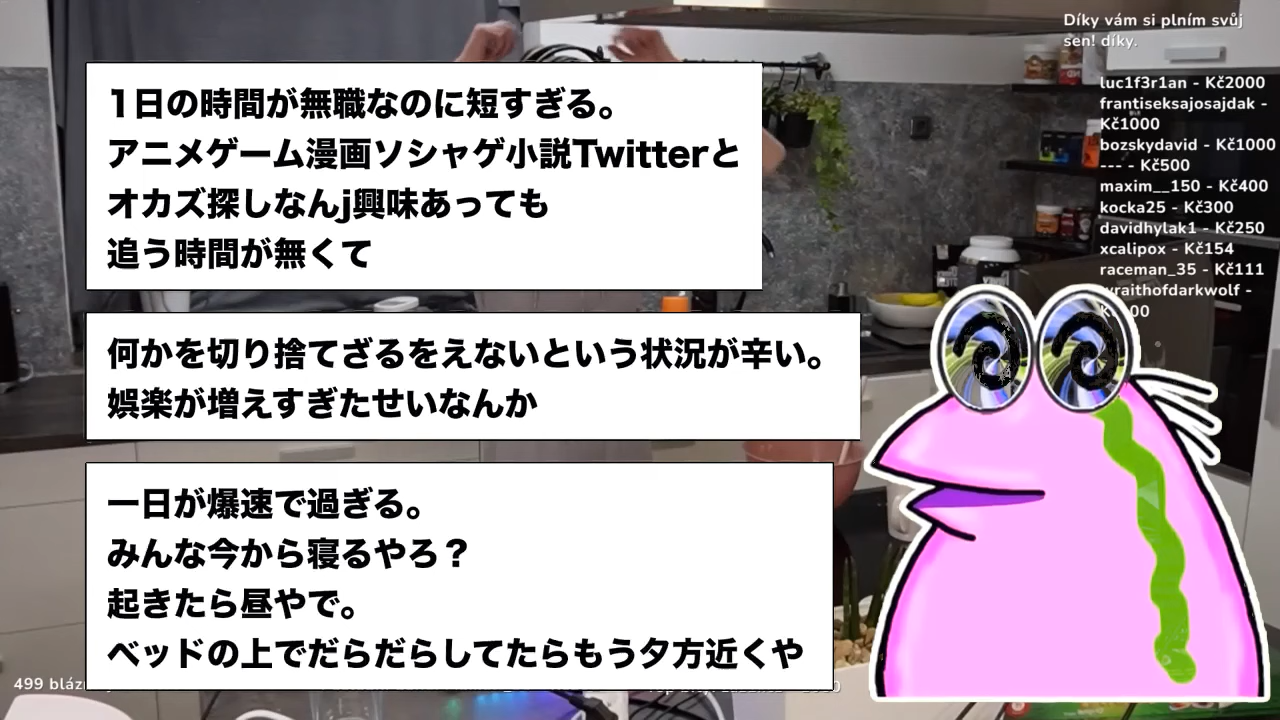 Díky vám si plním svůj
sen! díky.
luc1f3r1an - Kč2000
frantiseksajosajdak -
Kč1000
bozskydavid - Kč1000
--- - Kč500
maxim__150 - Kč400
kocka25 - Kč300
davidhylak1 - Kč250
xcalipox - Kč154
raceman_35 - Kč111
wraithofdarkwolf -
1日の時間が無職なのに短すぎる。
アニメゲーム漫画ソシャゲ小説Twitterと
オカズ探しなんj興味あっても
追う時間が無くて
何かを切り捨てざるをえないという状況が辛い。
娯楽が増えすぎたせいなんか
一日が爆速で過ぎる。
みんな今から寝るやろ？
起きたら昼やで。
ベッドの上でだらだらしてたらもう夕方近くや
499